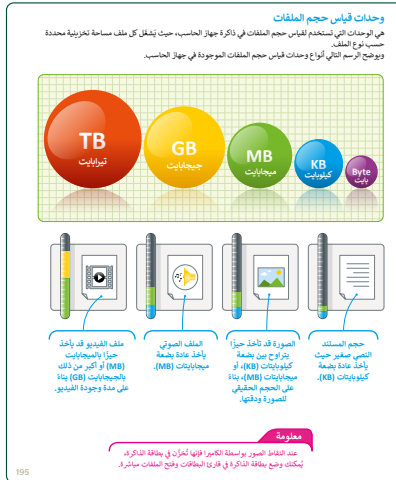 وحدات قياس حجم الملفات
هي الوحدات التي تستخدم لقياس حجم الملفات في ذاكرة جهاز الحاسب، حيث يُشغل كل ملف مساحة تخزينية محددة
حسب نوع الملف.
ويوضح الرسم التالي أنواع وحدات قياس حجم الملفات الموجودة في جهاز الحاسب.
Byte
بايت
KB
كيلوبايت
MB
ميجابايت
GB
جيجابايت
TB
تيرابايت
حجم المستند
النصي صغير حيث
يأخذ عادة بضعة
كيلوبايتات (KB).
الصورة قد تأخذ حيزًا
يتراوح بين بضعة
كيلوبايتات (KB)، أو
ميجابايتات (MB)، بناءً
على الحجم الحقيقي
للصورة ودقتها.
الملف الصوتي
يأخذ عادة بضعة
ميجابايتات (MB).
ملف الفيديو قد يأخذ
حيزًا بالميجابايت
(MB) أو أكبر من ذلك
بالجيجابايت (GB) بناءً
على مدة وجودة الفيديو.
معلومة
عند التقاط الصور بواسطة الكاميرا فإنها تُخزَّن في بطاقة الذاكرة،
يُمكنك وضع بطاقة الذاكرة في قارئ البطاقات وفتح الملفات مباشرة.
195